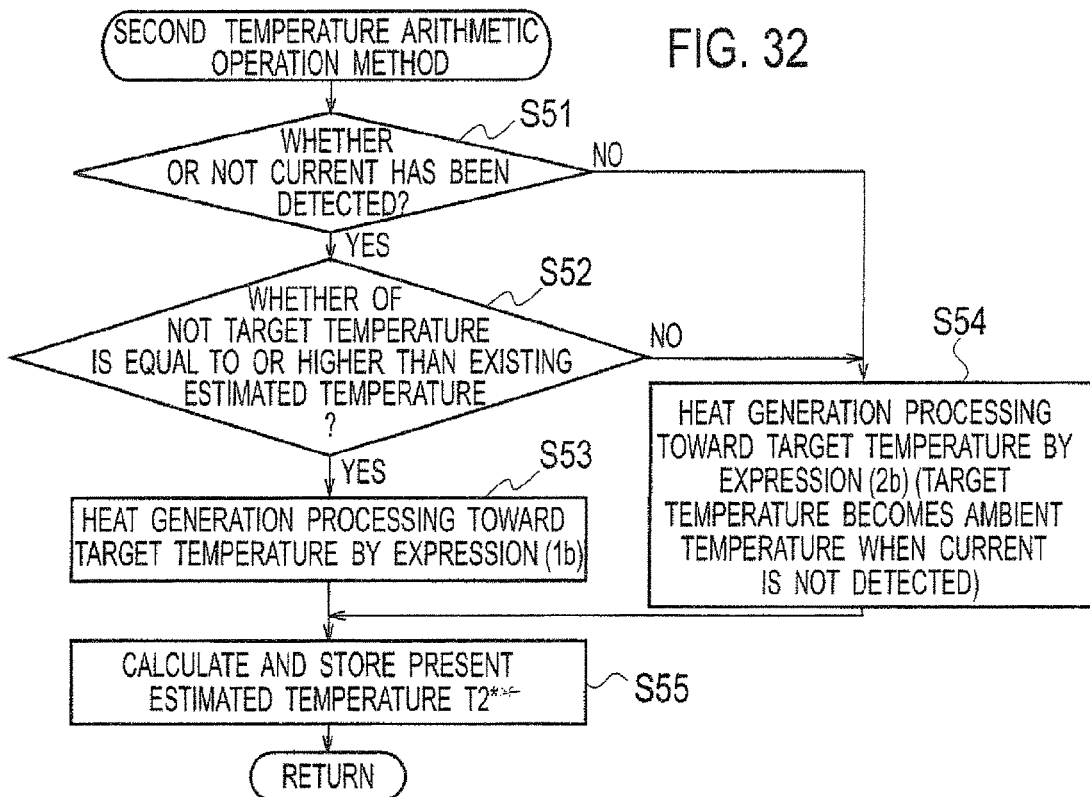 SECOND TEMPERATURE ARITHMETIC
OPERATION METHOD
FIG. 32
S51
WHETHER
OR NOT CURRENT HAS BEEN
DETECTED?
NO
YES
S52
WHETHER OF
NOT TARGET TEMPERATURE
IS EQUAL TO OR HIGHER THAN EXISTING
ESTIMATED TEMPERATURE
?
NO
YES
S53
HEAT GENERATION PROCESSING TOWARD
TARGET TEMPERATURE BY EXPRESSION (1b)
S54
HEAT GENERATION PROCESSING
TOWARD TARGET TEMPERATURE BY
EXPRESSION (2b) (TARGET
TEMPERATURE BECOMES AMBIENT
TEMPERATURE WHEN CURRENT
IS NOT DETECTED)
CALCULATE AND STORE PRESENT
ESTIMATED TEMPERATURE T2*
S55
RETURN